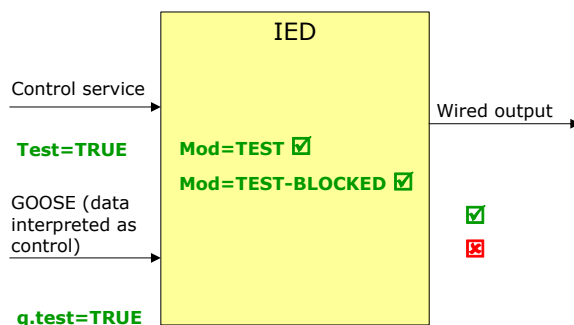 IED
Control service
Wired output
Test=TRUE
Mod=TEST
Mod=TEST-BLOCKED
GOOSE (data
interpreted as
control)
q.test=TRUE